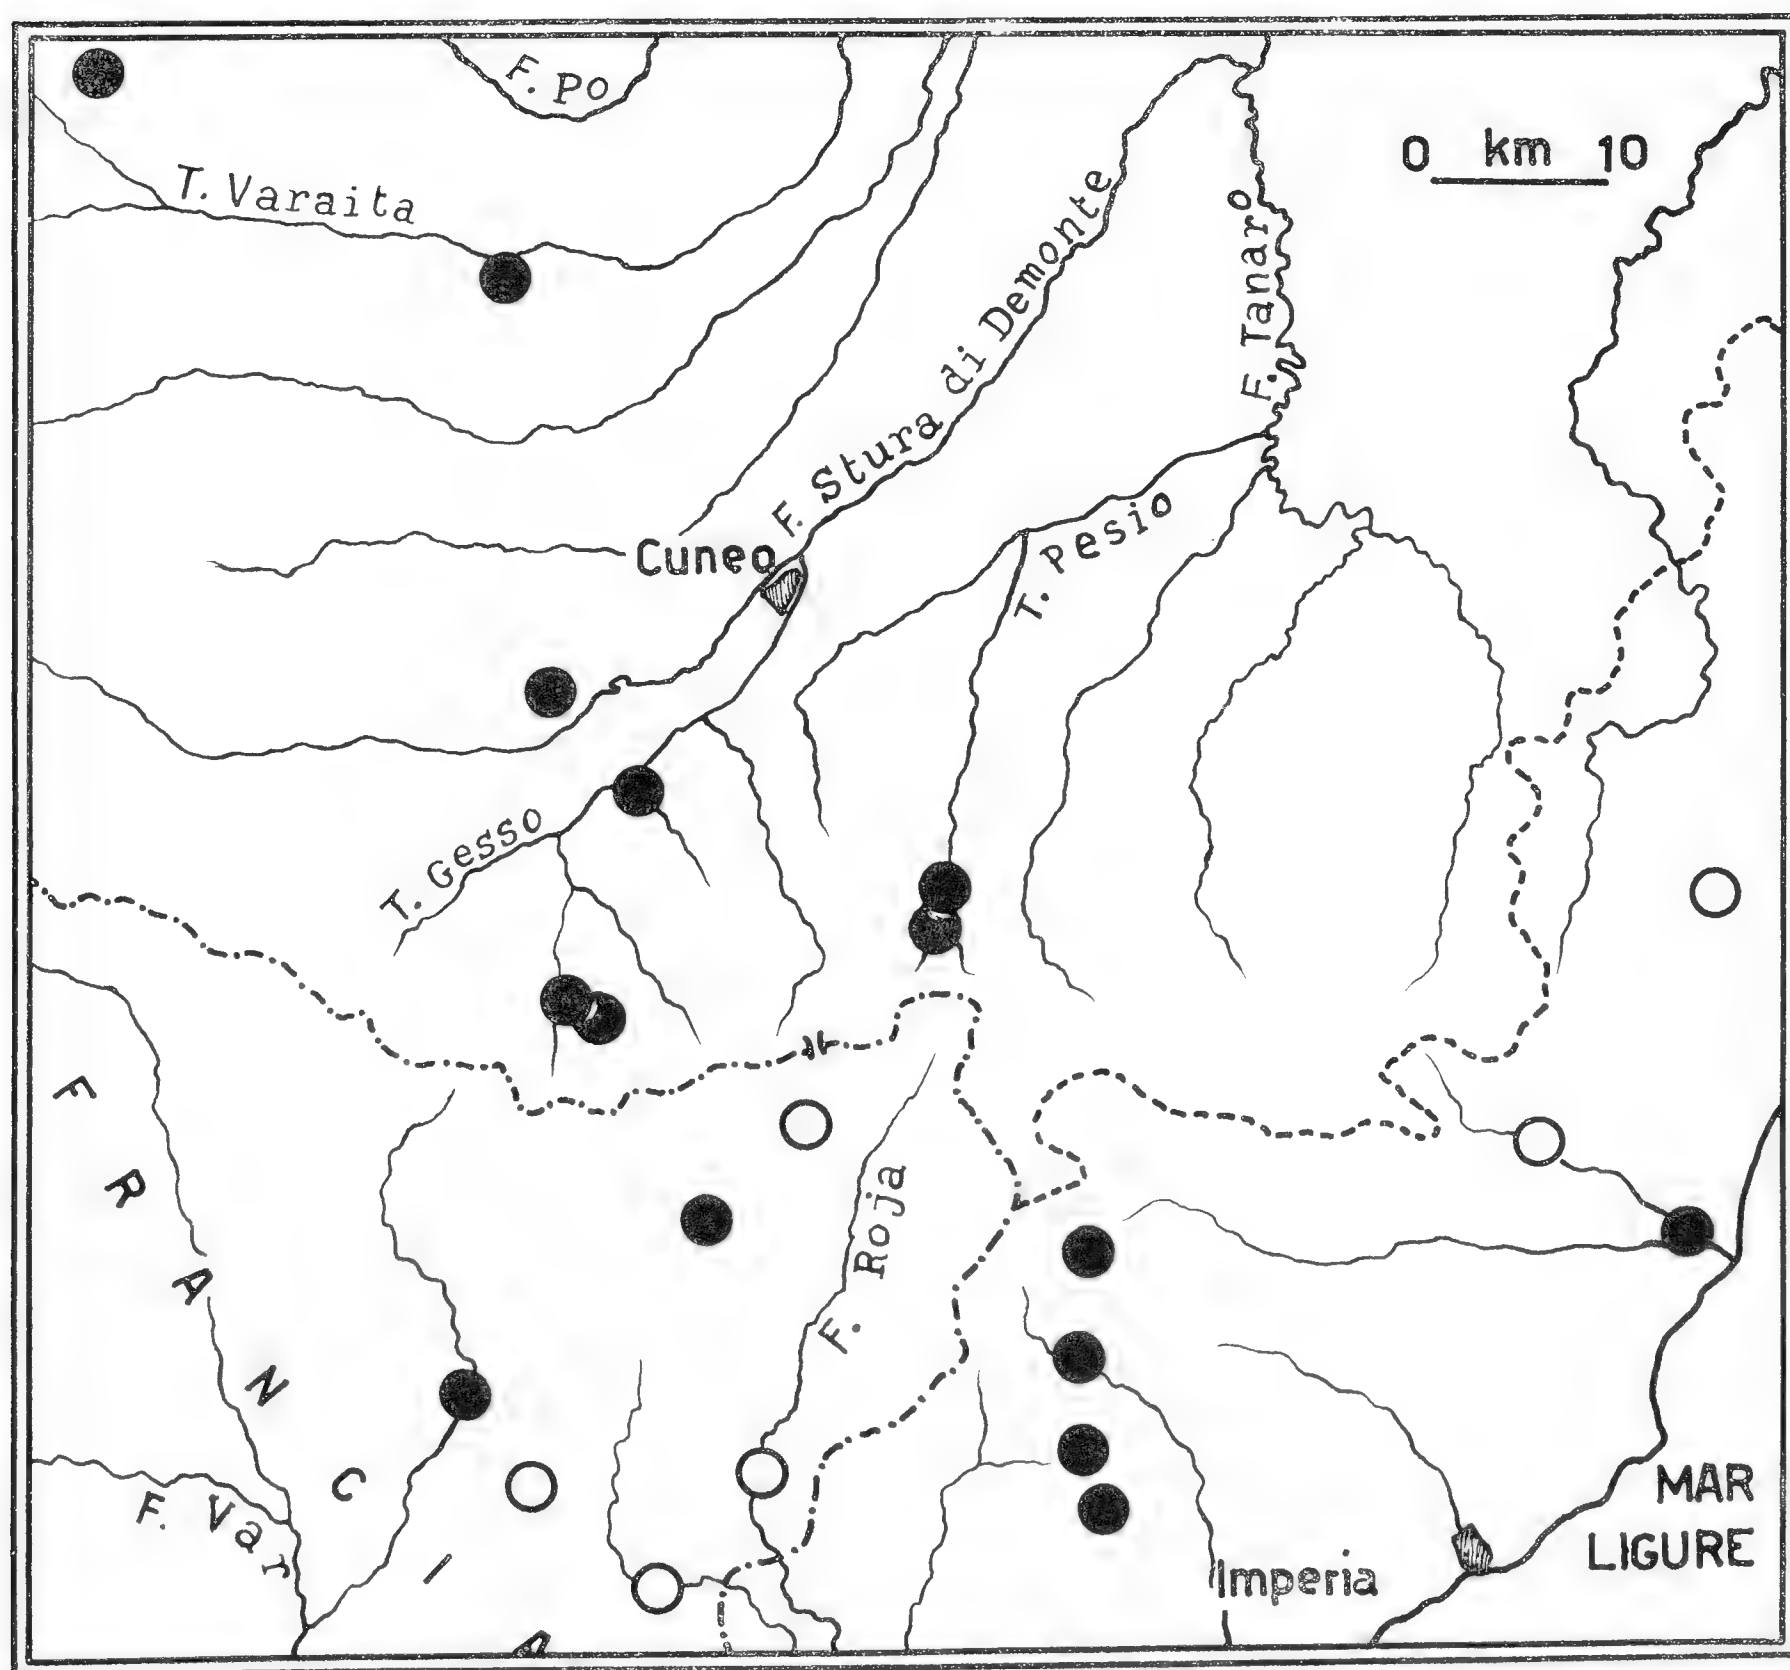 F. Po
0 km 10
T. Varaita
F. Stura di Demonte
F. Tanaro
Cuneo
T. Pesio
T. Gesso
FRANCIA
F. Roja
F. Var
MAR
LIGURE
Imperia